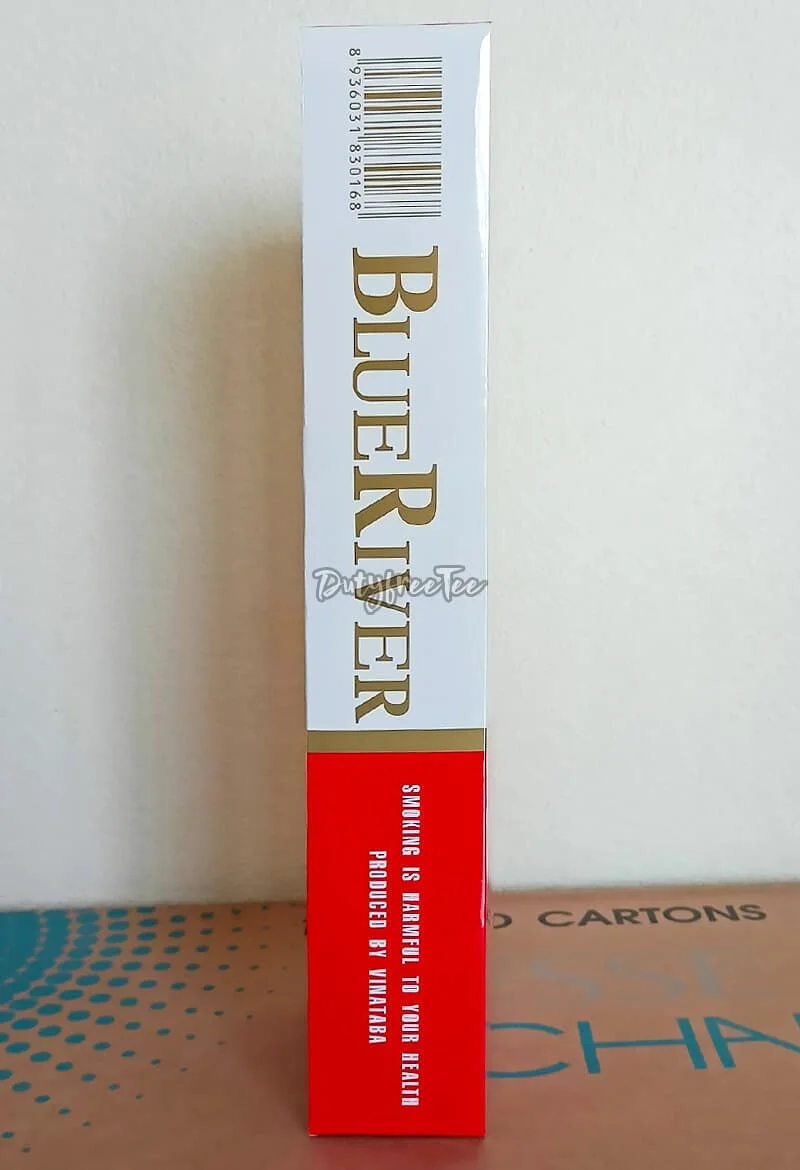 8 936031 830168
BLUERIVER
DutyfreeTee
SMOKING IS HARMFUL TO YOUR HEALTH
PRODUCED BY VINATABA
CARTONS